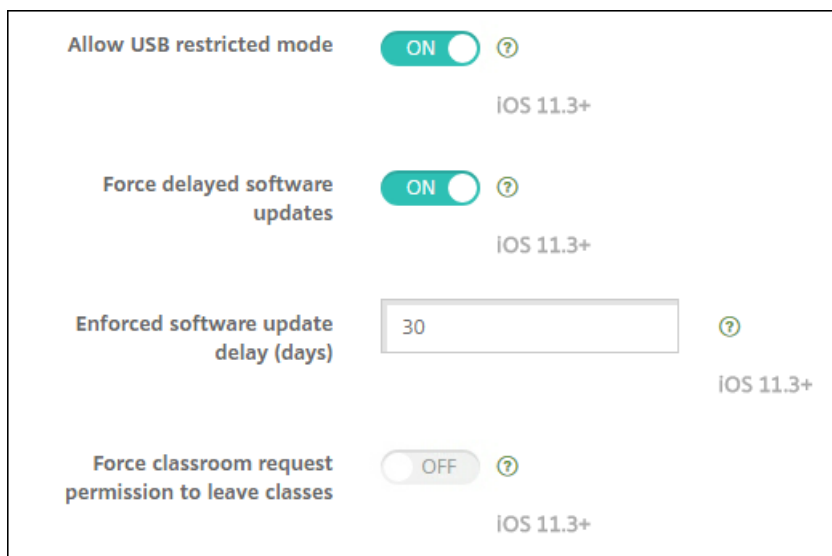 Allow USB restricted mode ON ?
iOS 11.3+
Force delayed software
updates ON ?
iOS 11.3+
Enforced software update
delay (days) 30 ?
iOS 11.3+
Force classroom request
permission to leave classes OFF ?
iOS 11.3+